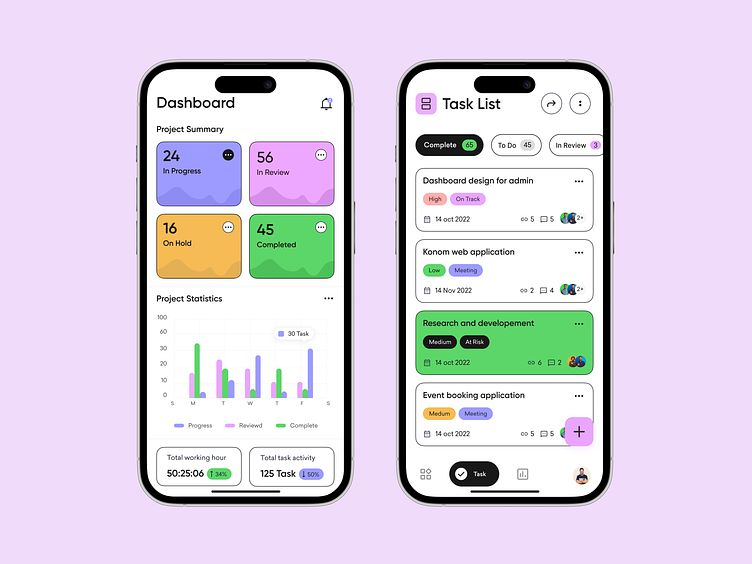 Dashboard
Project Summary
24
In Progress
56
In Review
16
On Hold
45
Completed
Project Statistics
100
60
30
20
10
0
30 Task
S M T W T F S
Progress Reviewd Complete
Total working hour
50:25:06 ↑ 34%
Total task activity
125 Task ↓ 50%
Task List
Complete 65
To Do 45
In Review 3
Dashboard design for admin
High On Track
14 oct 2022 5 5 2+
Konom web application
Low Meeting
14 Nov 2022 2 4 2+
Research and developement
Medium At Risk
14 oct 2022 6 2
Event booking application
Medum Meeting
14 oct 2022 5 5
+
Task